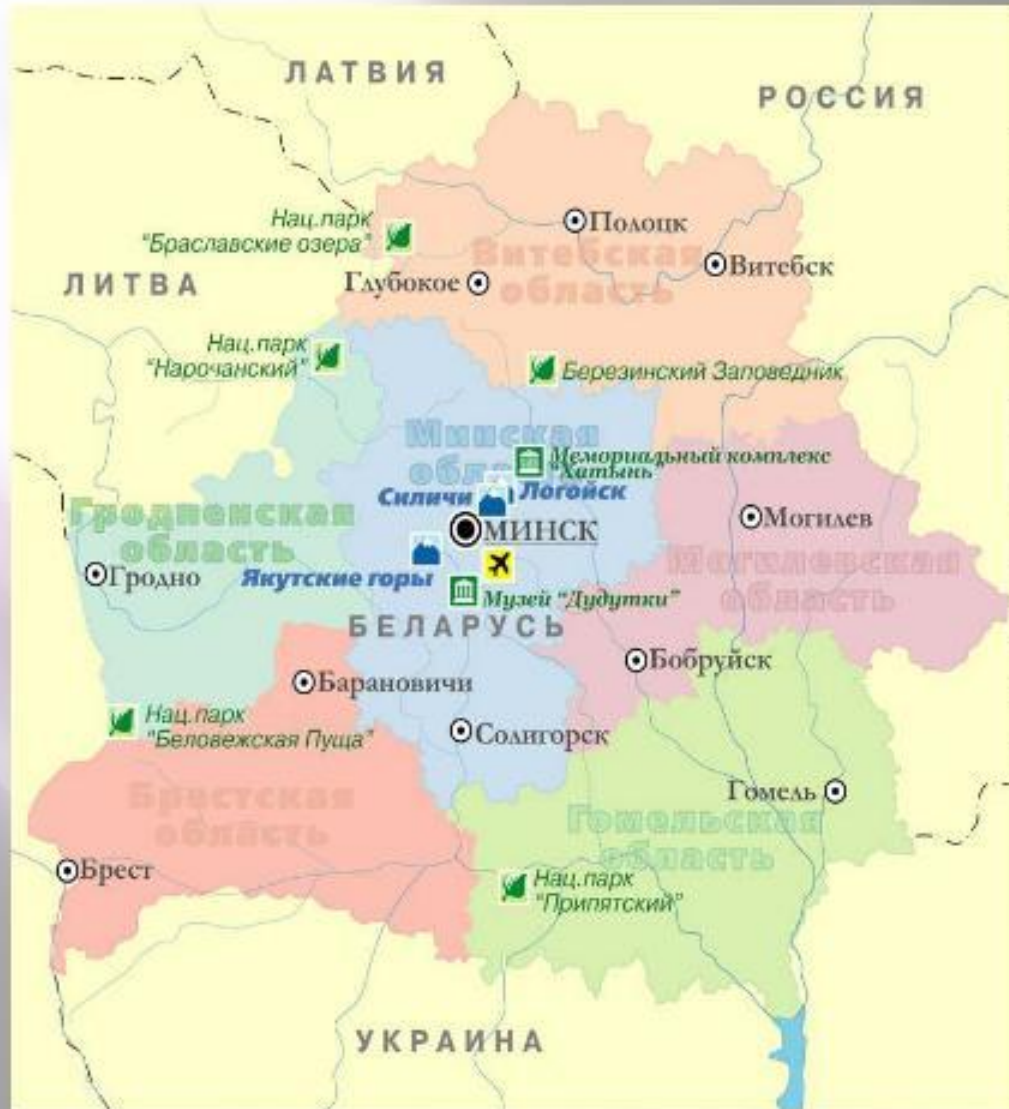 ЛАТВИЯ
РОССИЯ
Нац.парк
"Браславские озера"
Полоцк
Витебская
область
Витебск
ЛИТВА
Глубокое
Нац.парк
"Нарочанский"
Березинский Заповедник
Минская
область
Мемориальный комплекс
"Хатынь"
Силичи
Логойск
Гродненская
область
МИНСК
Могилев
Могилевская
область
Гродно
Якутские горы
Музей "Дудутки"
БЕЛАРУСЬ
Бобруйск
Барановичи
Нац.парк
"Беловежская Пуща"
Солигорск
Брестская
область
Гомель
Гомельская
область
Брест
Нац.парк
"Припятский"
УКРАИНА